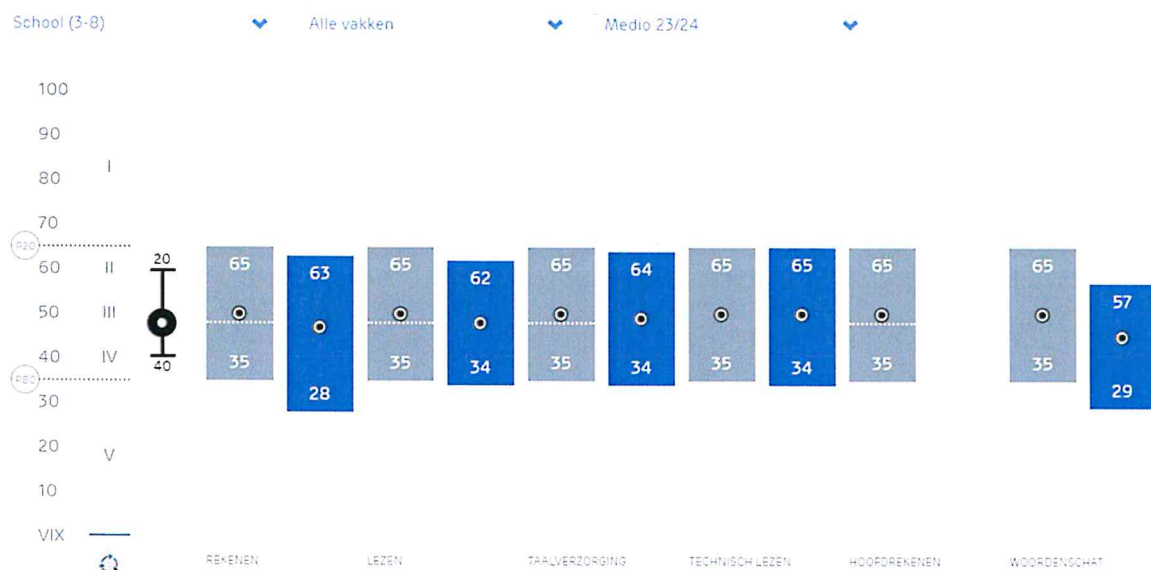 School (3-8) Alle vakken Medio 23/24
100
90
I
80
70
P20
60 II 20 65 63 65 62 65 64 65 65 65 65
50 III 57
40 IV 40 35 35 34 35 34 35 34 35 35
P80
30 28 29
20 V
10
VIX
REKENEN LEZEN TAALVERZORGING TECHNISCH LEZEN HOOFDREKENEN WOORDENSCHAT